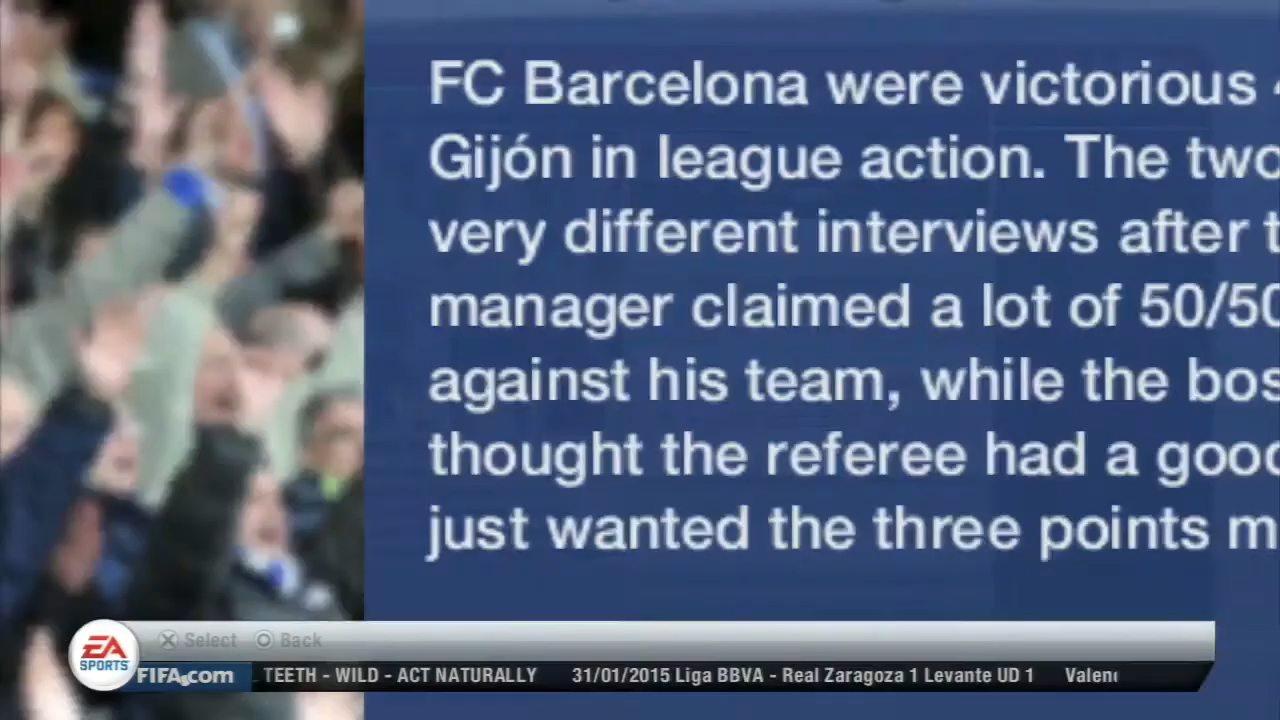 FC Barcelona were victorious
Gijón in league action. The two
very different interviews after
manager claimed a lot of 50/50
against his team, while the
thought the referee had a
just wanted the three points
Select Back
EA SPORTS
FIFA.com TEETH - WILD - ACT NATURALLY 31/01/2015 Liga BBVA - Real Zaragoza 1 Levante UD 1